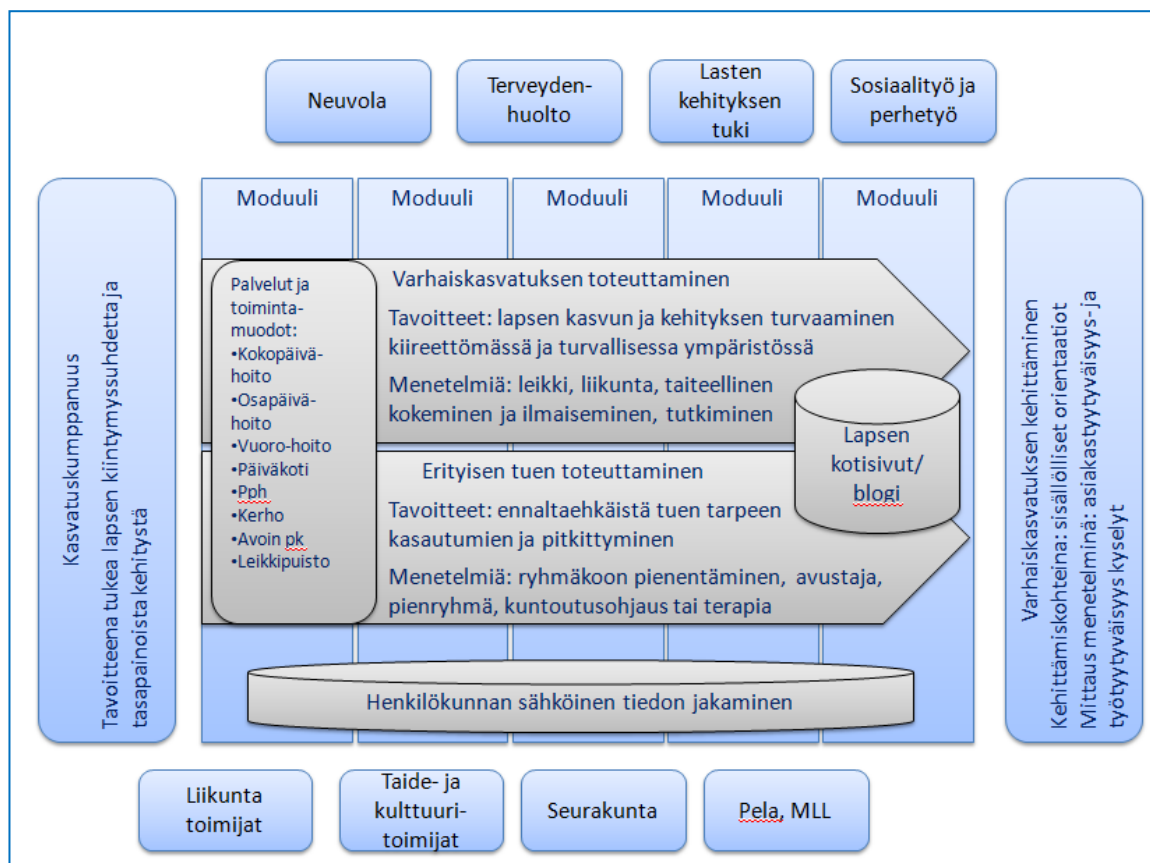 Neuvola
Terveyden-
huolto
Lasten
kehityksen
tuki
Sosiaalityö ja
perhetyö
Kasvatuskumppanuus
Tavoitteena tukea lapsen kiintymyssuhdetta ja
tasapainoista kehitystä
Moduuli
Moduuli
Moduuli
Moduuli
Moduuli
Palvelut ja
toiminta-
muodot:
•Kokopäivä-
hoito
•Osapäivä-
hoito
•Vuoro-hoito
•Päiväkoti
•Pph
•Kerho
•Avoin pk
•Leikkipuisto
Varhaiskasvatuksen toteuttaminen
Tavoitteet: lapsen kasvun ja kehityksen turvaaminen
kiireettömässä ja turvallisessa ympäristössä
Menetelmiä: leikki, liikunta, taiteellinen
kokeminen ja ilmaiseminen, tutkiminen
Erityisen tuen toteuttaminen
Tavoitteet: ennaltaehkäistä tuen tarpeen
kasautumien ja pitkittyminen
Menetelmiä: ryhmäkoon pienentäminen, avustaja,
pienryhmä, kuntoutusohjaus tai terapia
Lapsen
kotisivut/
blogi
Henkilökunnan sähköinen tiedon jakaminen
Varhaiskasvatuksen kehittäminen
Kehittämiskohteina: sisällölliset orientaatiot
Mittaus menetelminä: asiakastyytyväisyys-ja
työtyytyväisyys kyselyt
Liikunta
toimijat
Taide- ja
kulttuuri-
toimijat
Seurakunta
Pela, MLL